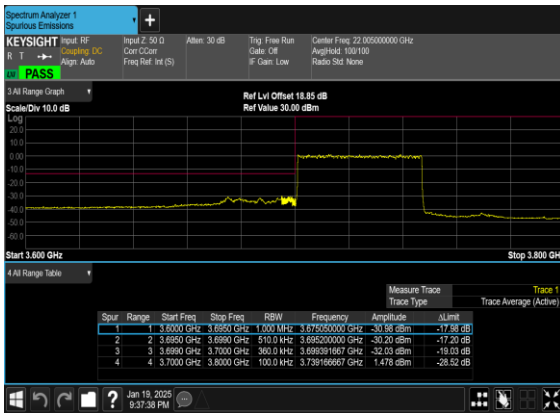 Spectrum Analyzer 1
Spurious Emissions
+
KEYSIGHT Input: RF Input Z: 50 Ω Atten: 30 dB Trig: Free Run Center Freq: 22.005000000 GHz
R T Coupling: DC Corr CCorr Gate: Off Avg|Hold: 100/100
Align: Auto Freq Ref: Int (S) IF Gain: Low Radio Std: None
PASS
3 All Range Graph
Ref Lvl Offset 18.85 dB
Scale/Div 10.0 dB Ref Value 30.00 dBm
Log
20.0
10.0
0.00
-10.0
-20.0
-30.0
-40.0
-50.0
-60.0
Start 3.600 GHz Stop 3.800 GH
4 All Range Table
Measure Trace Trace 1
Trace Type Trace Average (Active)
Spur Range Start Freq Stop Freq RBW Frequency Amplitude ΔLimit
1 1 3.6000 GHz 3.6950 GHz 1.000 MHz 3.675050000 GHz -30.98 dBm -17.98 dB
2 2 3.6950 GHz 3.6990 GHz 510.0 kHz 3.695200000 GHz -30.20 dBm -17.20 dB
3 3 3.6990 GHz 3.7000 GHz 360.0 kHz 3.699391667 GHz -32.03 dBm -19.03 dB
4 4 3.7000 GHz 3.8000 GHz 100.0 kHz 3.739166667 GHz 1.478 dBm -28.52 dB
?
Jan 19, 2025
9:37:38 PM